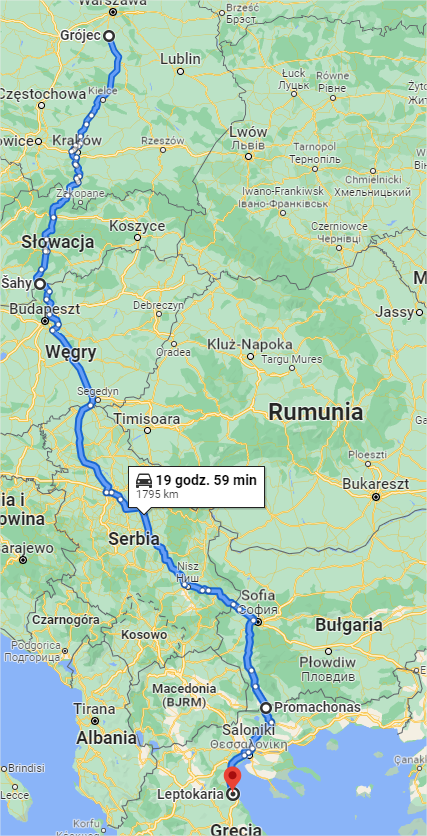 Warszawa
Brześć
Брэст
Grójec
Lublin
Łuck
Луцьк
Równe
Рівне
Częstochowa
Kielce
Kraków
Rzeszów
Lwów
Львів
Tarnopol
Тернопіль
Chmielnicki
Хмельницький
Zakopane
Iwano-Frankiwsk
Івано-Франківськ
Koszyce
Czerniowce
Чернівці
Słowacja
Šahy
Budapeszt
Debreczyn
Jassy
Węgry
Oradea
Kluż-Napoka
Targu Mures
Segedyn
Timisoara
Rumunia
Ploeszti
19 godz. 59 min
1795 km
Bukareszt
Serbia
Nisz
Ниш
Sofia
София
Czarnogóra
Kosowo
Bułgaria
Podgorica
Подгорица
Płowdiw
Пловдив
Macedonia
(BJRM)
Promachonas
Tirana
Saloniki
Θεσσαλονίκη
Albania
Brindisi
Lecce
Leptokaria
Korfu
Grecja